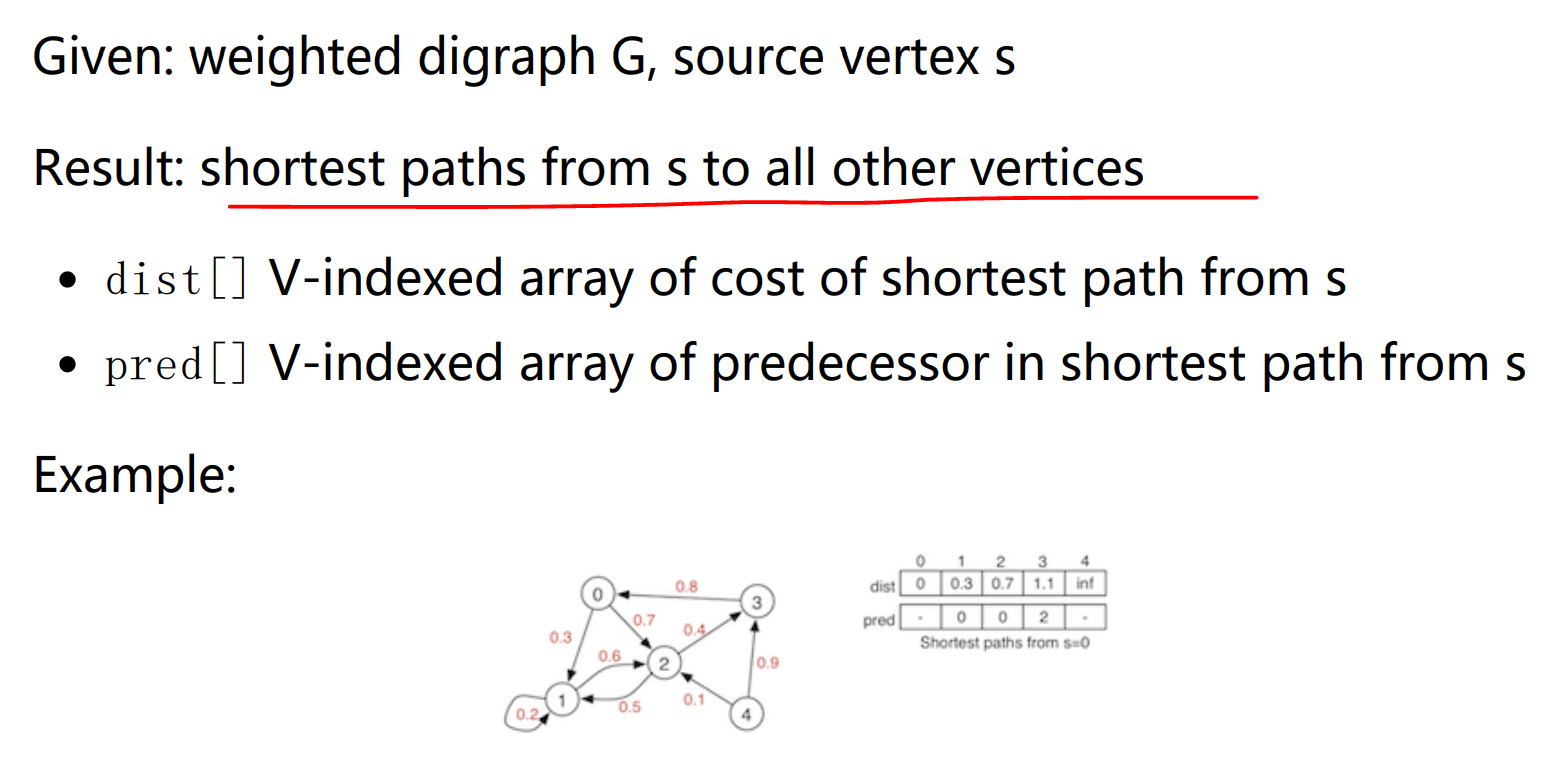 Given: weighted digraph G, source vertex s
Result: shortest paths from s to all other vertices
• dist[] V-indexed array of cost of shortest path from s
• pred[] V-indexed array of predecessor in shortest path from s
Example:
0 1 2 3 4
dist 0 0.3 0.7 1.1 inf
pred - 0 0 2 -
Shortest paths from s=0
0
0.8
3
0.7
0.4
0.3
0.6
2
0.9
1
0.5
0.1
0.2
4